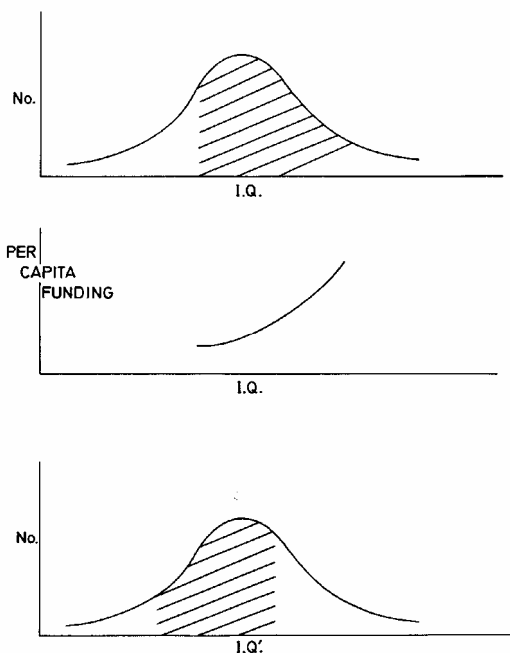 No.
I.Q.
PER
CAPITA
FUNDING
I.Q.
No.
I.Q'.